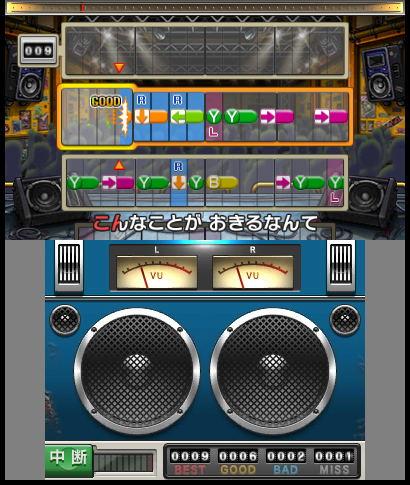 009
GOOD
R R
Y Y
L
R
Y Y Y B Y Y
L
こんなことが おきるなんて
L R
VU VU
中断
0009 0006 0002 0001
BEST GOOD BAD MISS